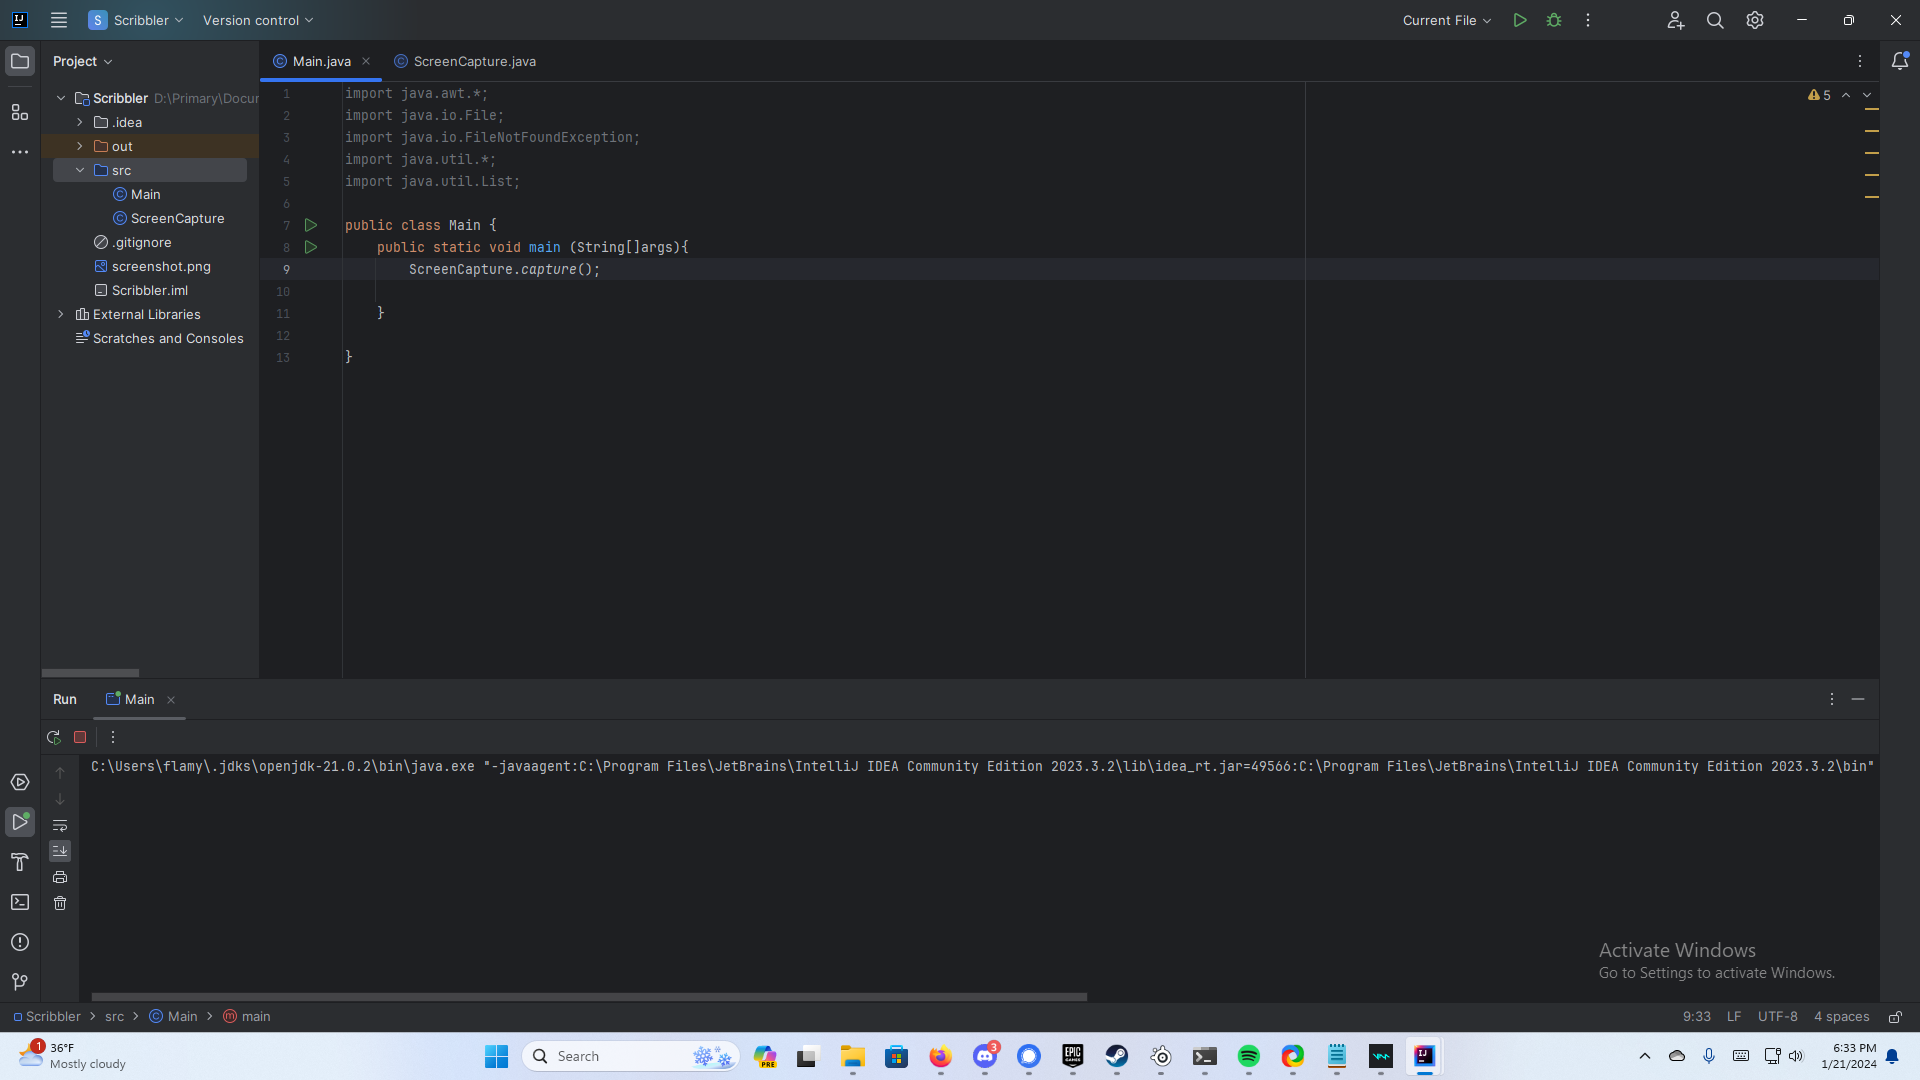 Scribbler
Version control
Current File
Project
Main.java
ScreenCapture.java
Scribbler D:\Primary\Docu
.idea
out
src
Main
ScreenCapture
.gitignore
screenshot.png
Scribbler.iml
External Libraries
Scratches and Consoles
1 import java.awt.*;
2 import java.io.File;
3 import java.io.FileNotFoundException;
4 import java.util.*;
5 import java.util.List;
6
7 public class Main {
8 public static void main (String[]args){
9 ScreenCapture.capture();
10
11 }
12
13 }
5
Run
Main
C:\Users\flamy\.jdks\openjdk-21.0.2\bin\java.exe "-javaagent:C:\Program Files\JetBrains\IntelliJ IDEA Community Edition 2023.3.2\lib\idea_rt.jar=49566:C:\Program Files\JetBrains\IntelliJ IDEA Community Edition 2023.3.2\bin"
Activate Windows
Go to Settings to activate Windows.
Scribbler > src > Main > main
9:33 LF UTF-8 4 spaces
1
36°F
Mostly cloudy
Search
PRE
3
EPIC GAMES
IJ
6:33 PM
1/21/2024